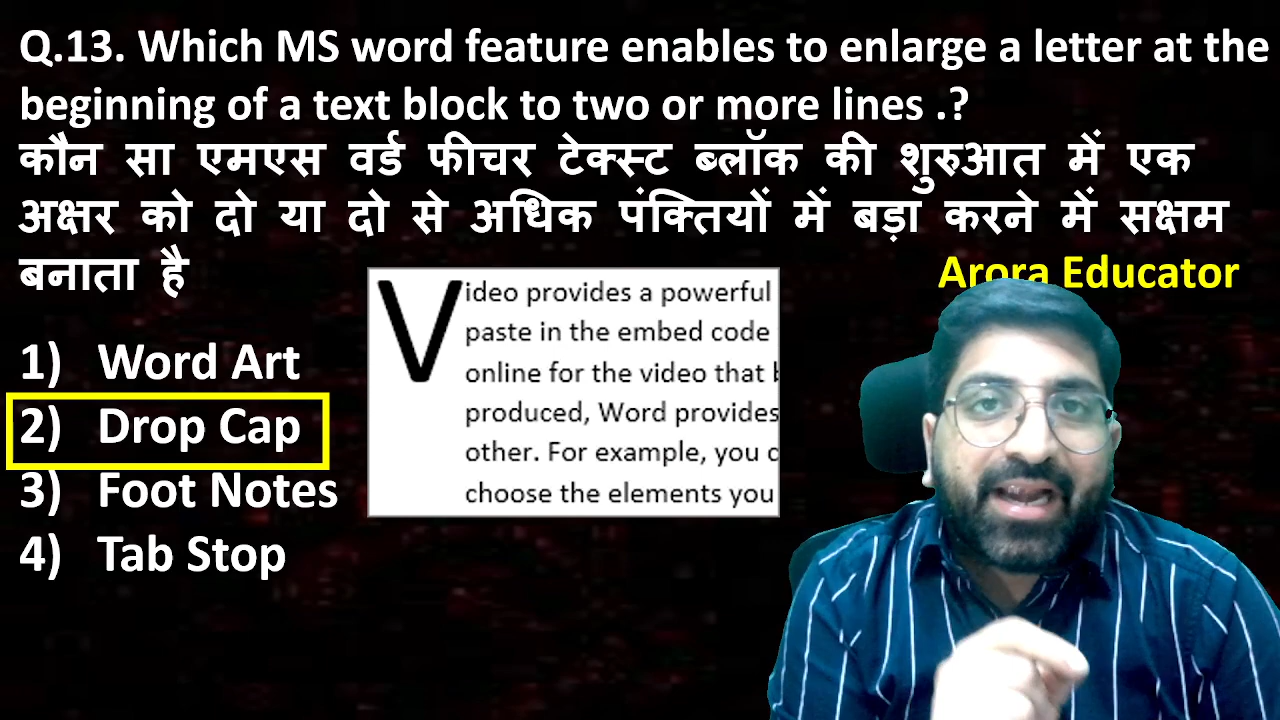 Q.13. Which MS word feature enables to enlarge a letter at the
beginning of a text block to two or more lines .?
कौन सा एमएस वर्ड फीचर टेक्स्ट ब्लॉक की शुरुआत में एक
अक्षर को दो या दो से अधिक पंक्तियों में बड़ा करने में सक्षम
बनाता है
Arora Educator
1) Word Art
2) Drop Cap
3) Foot Notes
4) Tab Stop
Video provides a powerful
paste in the embed code
online for the video that
produced, Word provides
other. For example, you
choose the elements you